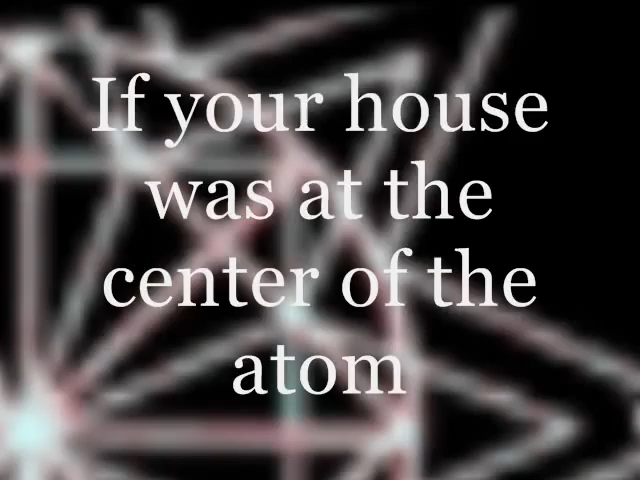 If your house
was at the
center of the
atom